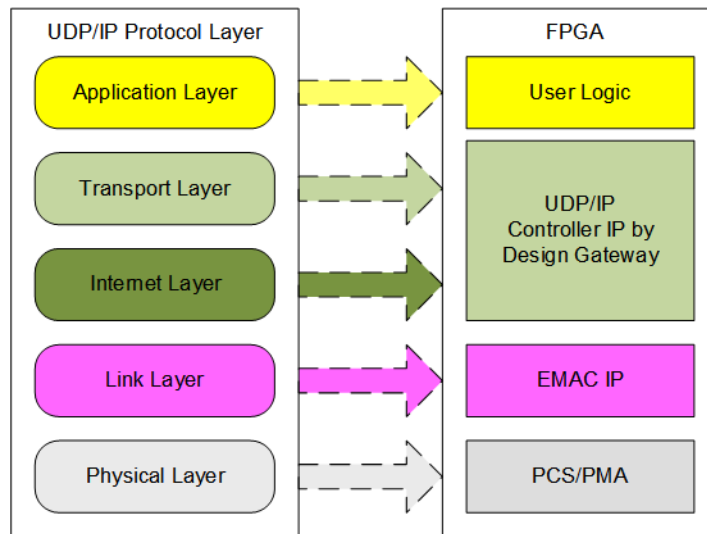 UDP/IP Protocol Layer
Application Layer
Transport Layer
Internet Layer
Link Layer
Physical Layer
FPGA
User Logic
UDP/IP
Controller IP by
Design Gateway
EMAC IP
PCS/PMA